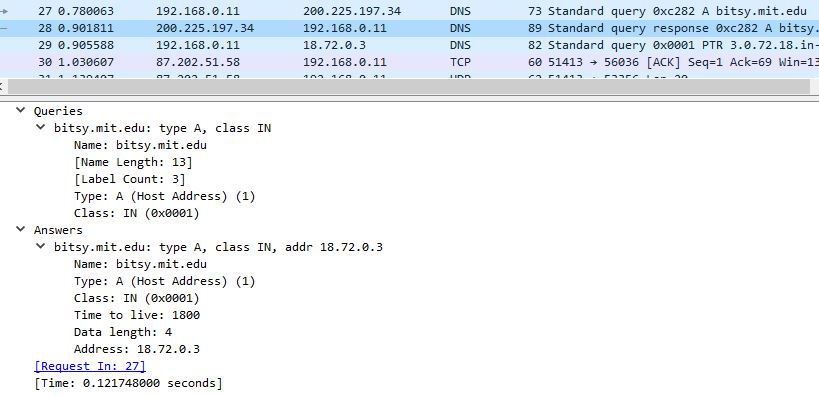 27 0.780063 192.168.0.11 200.225.197.34 DNS 73 Standard query 0xc282 A bitsy.mit.edu
28 0.901811 200.225.197.34 192.168.0.11 DNS 89 Standard query response 0xc282 A bitsy.
29 0.905588 192.168.0.11 18.72.0.3 DNS 82 Standard query 0x0001 PTR 3.0.72.18.in-
30 1.030607 87.202.51.58 192.168.0.11 TCP 60 51413 → 56036 [ACK] Seq=1 Ack=69 Win=13
Queries
bitsy.mit.edu: type A, class IN
Name: bitsy.mit.edu
[Name Length: 13]
[Label Count: 3]
Type: A (Host Address) (1)
Class: IN (0x0001)
Answers
bitsy.mit.edu: type A, class IN, addr 18.72.0.3
Name: bitsy.mit.edu
Type: A (Host Address) (1)
Class: IN (0x0001)
Time to live: 1800
Data length: 4
Address: 18.72.0.3
[Request In: 27]
[Time: 0.121748000 seconds]